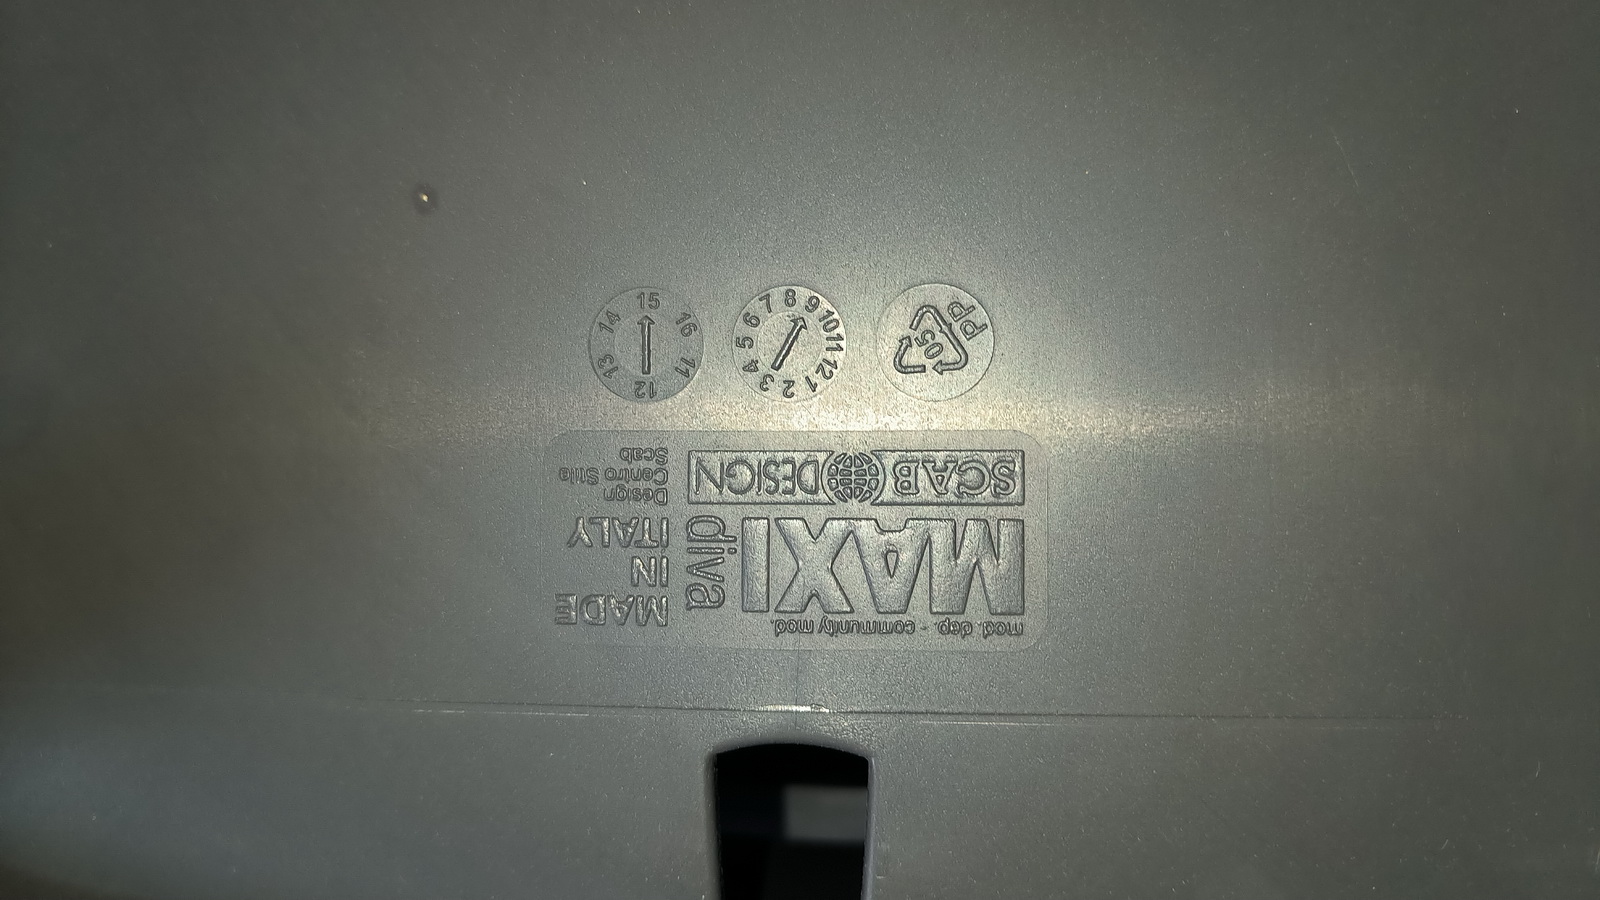 mod. dep. - community mod.
MAXI
diva
SCAB DESIGN
MADE
IN
ITALY
Design
Centro Stile
Scab
05
PP
1 2 3 4 5 6 7 8 9 10 11 12
11 12 13 14 15 16